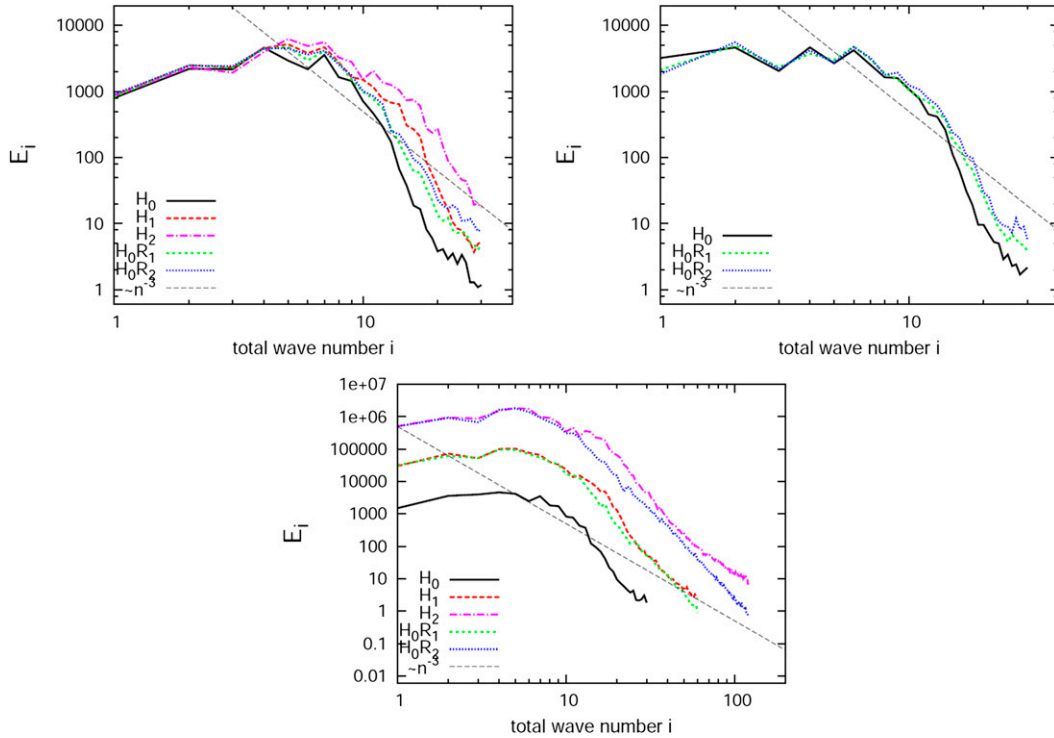 10000
1000
100
10
1
E_i
H_0
H_1
H_2
H_0R_1
H_0R_2
~n^-3
1
10
total wave number i
10000
1000
100
10
1
E_i
H_0
H_0R_1
H_0R_2
~n^-3
1
10
total wave number i
1e+07
1e+06
100000
10000
1000
100
10
1
0.1
0.01
E_i
H_0
H_1
H_2
H_0R_1
H_0R_2
~n^-3
1
10
100
total wave number i